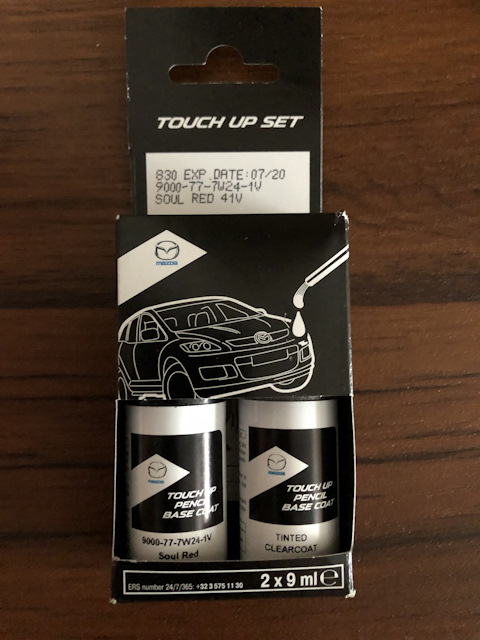 TOUCH UP SET
830 EXP.DATE:07/20
9000-77-7W24-1V
SOUL RED 41V
mazda
TOUCH UP
PENCIL
BASE COAT
9000-77-7W24-1V
Soul Red
TOUCH UP
PENCIL
BASE COAT
TINTED
CLEARCOAT
ERS number 24/7/365: +32 3 575 11 30
2 x 9 ml ℮